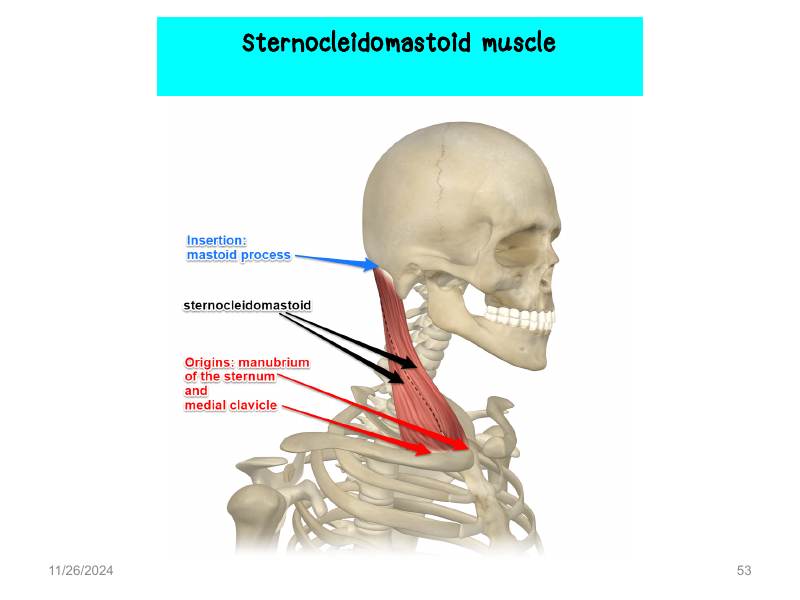 Sternocleidomastoid muscle
Insertion:
mastoid process
sternocleidomastoid
Origins: manubrium
of the sternum
and
medial clavicle
11/26/2024
53